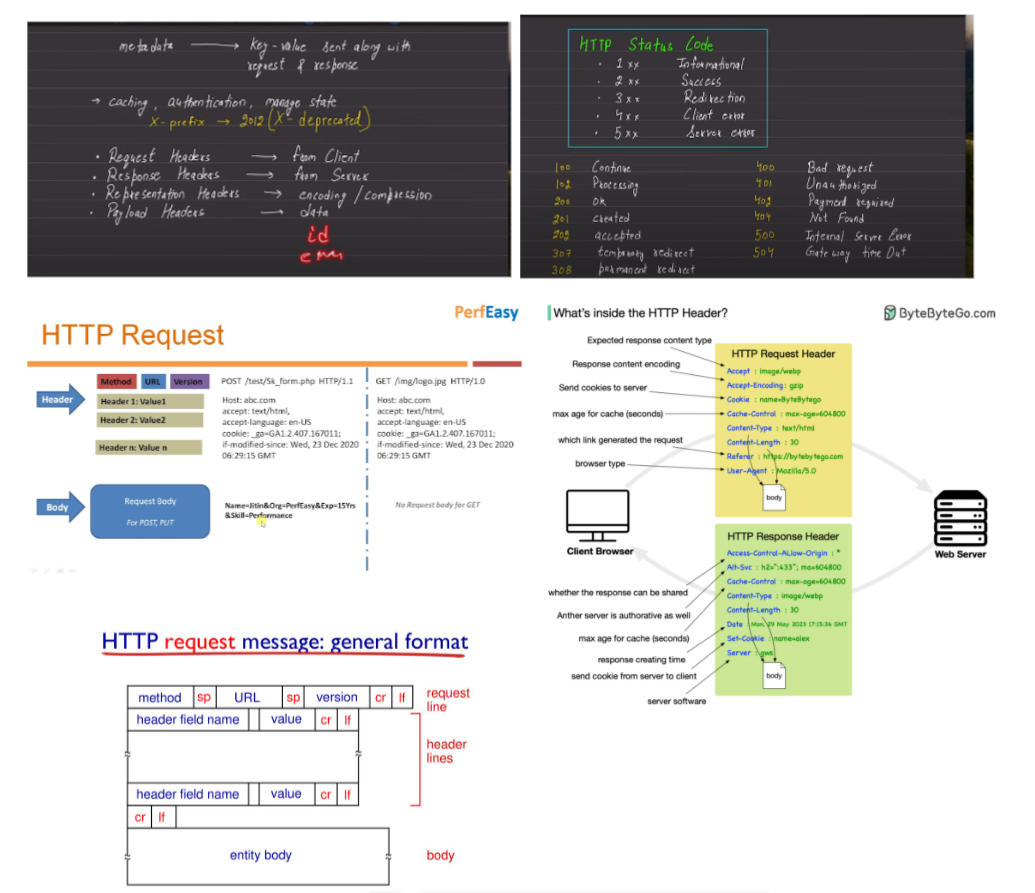 metadata → key-value sent along with
request & response
→ caching, authentication, manage state
X-prefix → 2012 (X- deprecated)
• Request Headers → from Client
• Response Headers → from Server
• Representation Headers → encoding / compression
• Payload Headers → data
id
HTTP Status Code
• 1xx Informational
• 2xx Success
• 3xx Redirection
• 4xx Client error
• 5xx Server error
100 Continue 400 Bad request
102 Processing 401 Unauthorized
200 OK 402 Payment required
201 created 404 Not Found
202 accepted 500 Internal Server Error
307 temporary redirect 504 Gate way time Out
308 permanent redirect
PerfEasy
HTTP Request
Header
Method URL Version
Header 1: Value1
Header 2: Value2
Header n: Value n
POST /test/Sk_form.php HTTP/1.1
Host: abc.com
accept: text/html,
accept-language: en-US
cookie: _ga=GA1.2.407.167011;
if-modified-since: Wed, 23 Dec 2020
06:29:15 GMT
GET /img/logo.jpg HTTP/1.0
Host: abc.com
accept: text/html,
accept-language: en-US
cookie: _ga=GA1.2.407.167011;
if-modified-since: Wed, 23 Dec 2020
06:29:15 GMT
Body
Request Body
For POST, PUT
Name=Jitin&Org=PerfEasy&Exp=15Yrs
&Skill=Performance
No Request body for GET
What's inside the HTTP Header?
ByteByteGo.com
Expected response content type
Response content encoding
Send cookies to server
max age for cache (seconds)
which link generated the request
browser type
HTTP Request Header
Accept : image/webp
Accept-Encoding: gzip
Cookie : name=ByteBytego
Cache-Control : max-age=604800
Content-Type : text/html
Content-Length : 30
Referer : https://bytebytego.com
User-Agent : Mozilla/5.0
body
Client Browser
Web Server
HTTP Response Header
Access-Control-ALlow-Origin : *
Alt-Svc : h2=":433"; ma=604800
Cache-Control : max-age=604800
Content-Type : image/webp
Content-Length : 30
Date : Mon, 29 May 2023 17:15:36 GMT
Set-Cookie : name=alex
Server : gws
body
whether the response can be shared
Anther server is authorative as well
max age for cache (seconds)
response creating time
send cookie from server to client
server software
HTTP request message: general format
method sp URL sp version cr lf
request
line
header field name value cr lf
header
lines
header field name value cr lf
cr lf
entity body
body